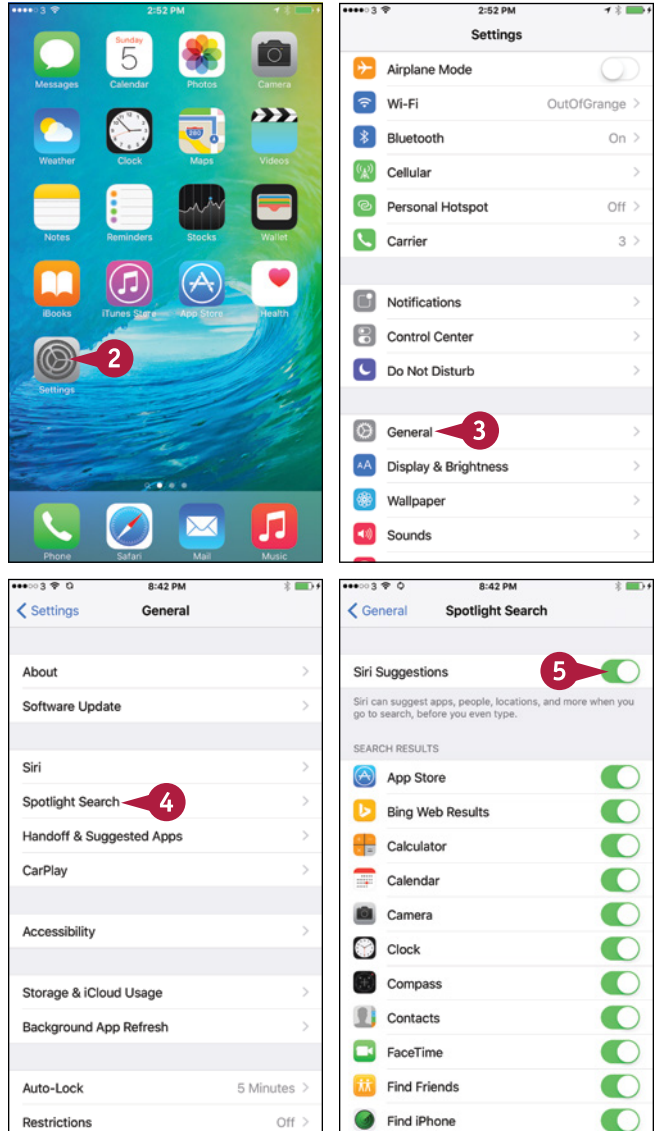 3 2:52 PM
Sunday
5
Messages Calendar Photos Camera
280
Weather Clock Maps Videos
Notes Reminders Stocks Wallet
iBooks iTunes Store App Store Health
2
Settings
Phone Safari Mail Music
3 2:52 PM
Settings
Airplane Mode
Wi-Fi OutOfGrange >
Bluetooth On >
Cellular >
Personal Hotspot Off >
Carrier 3 >
Notifications >
Control Center >
Do Not Disturb >
General 3 >
AA Display & Brightness >
Wallpaper >
Sounds >
3 8:42 PM
< Settings General
About >
Software Update >
Siri >
Spotlight Search 4 >
Handoff & Suggested Apps >
CarPlay >
Accessibility >
Storage & iCloud Usage >
Background App Refresh >
Auto-Lock 5 Minutes >
Restrictions Off >
3 8:42 PM
< General Spotlight Search
Siri Suggestions 5
Siri can suggest apps, people, locations, and more when you
go to search, before you even type.
SEARCH RESULTS
App Store
Bing Web Results
Calculator
Calendar
Camera
Clock
Compass
Contacts
FaceTime
Find Friends
Find iPhone